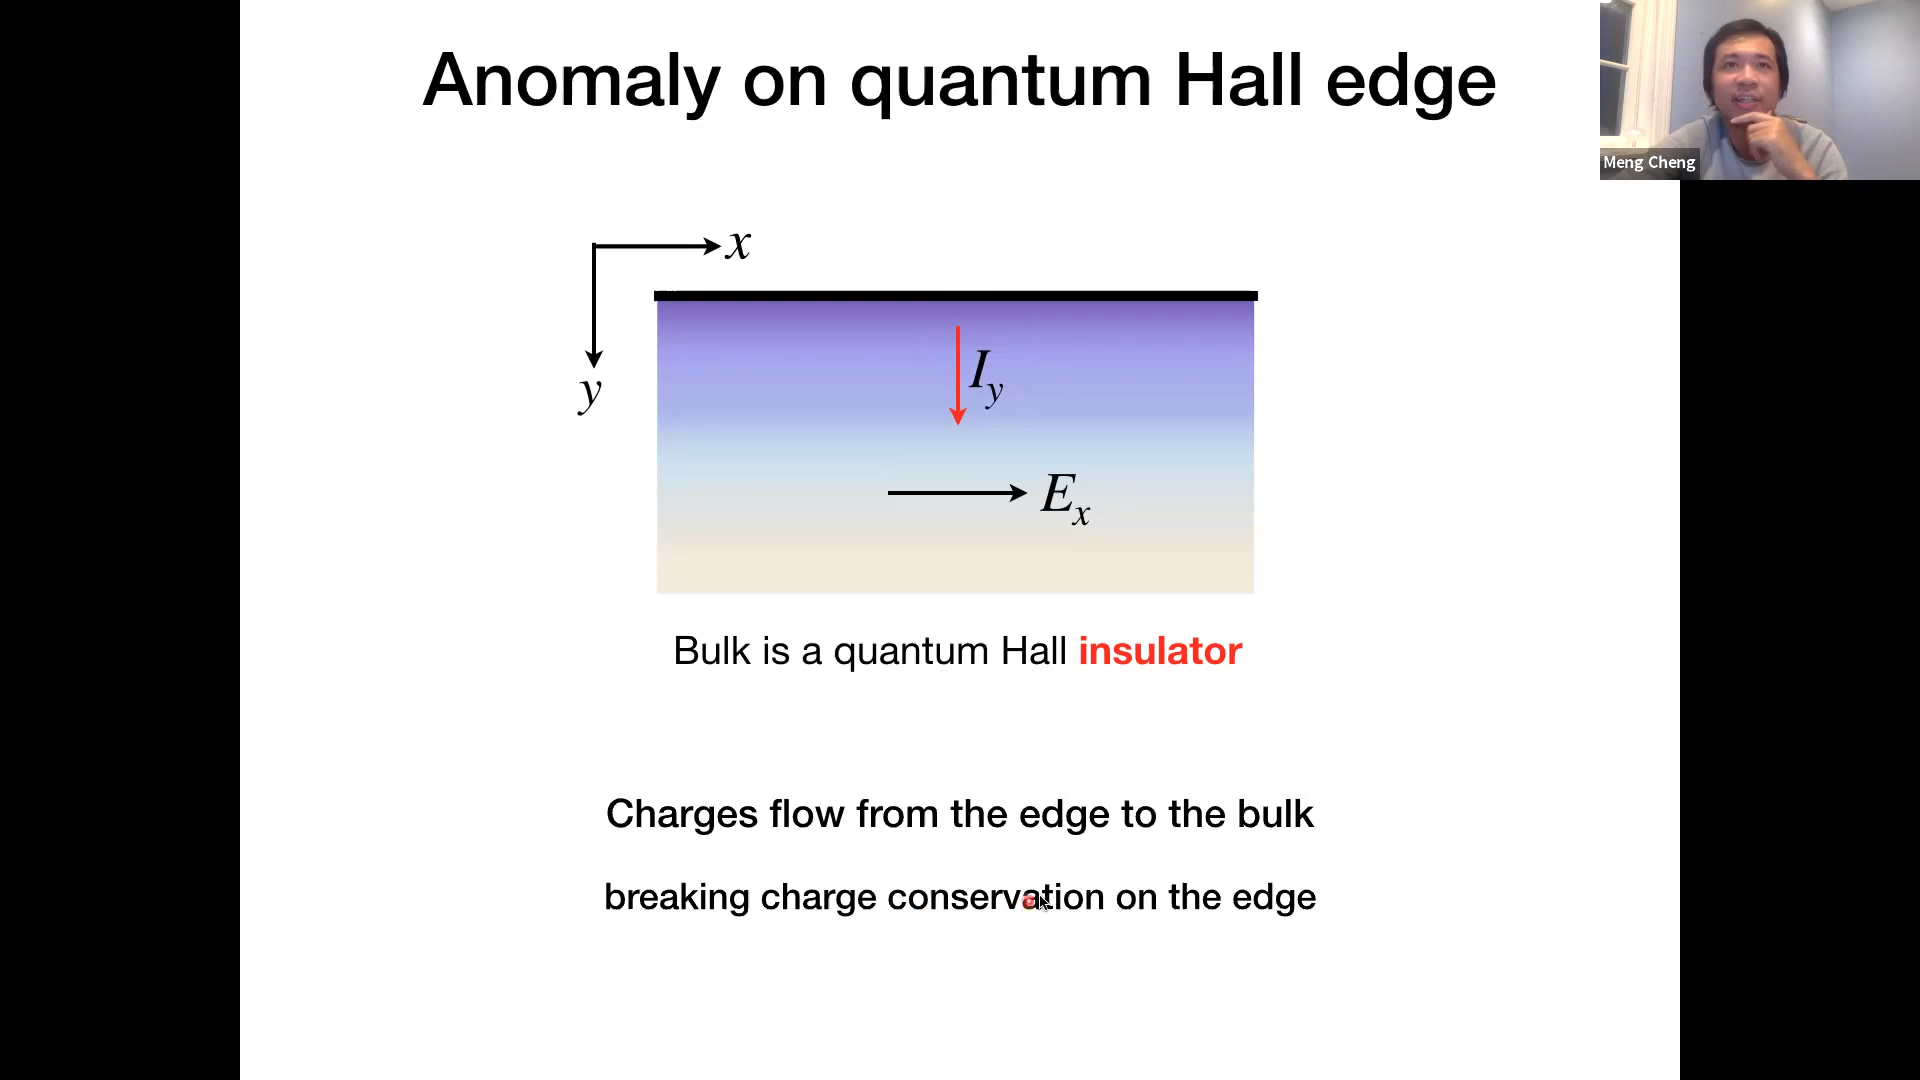 Anomaly on quantum Hall edge
Meng Cheng
x
y
I_y
E_x
Bulk is a quantum Hall insulator
Charges flow from the edge to the bulk
breaking charge conservation on the edge